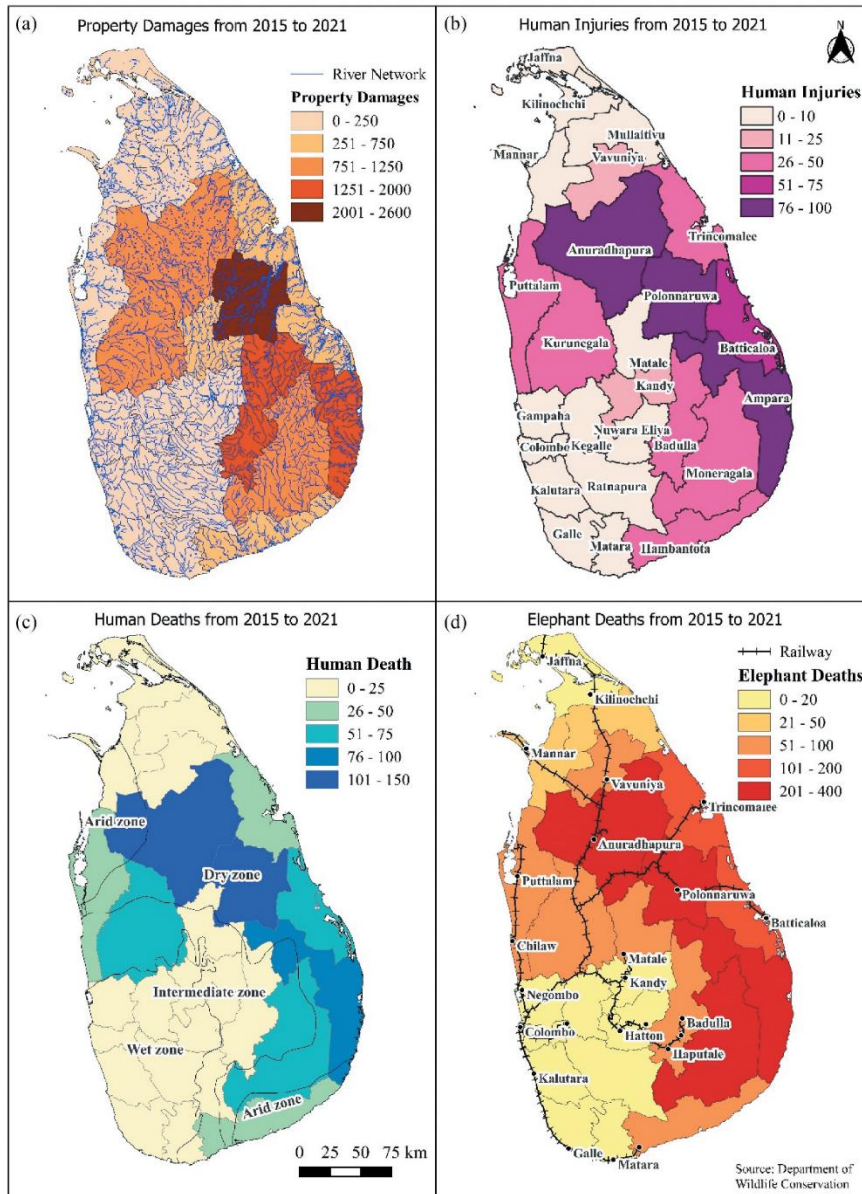 (a)
Property Damages from 2015 to 2021
River Network
Property Damages
0 - 250
251 - 750
751 - 1250
1251 - 2000
2001 - 2600
(b)
Human Injuries from 2015 to 2021
N
Human Injuries
0 - 10
11 - 25
26 - 50
51 - 75
76 - 100
Jaffna
Kilinochchi
Mullaitivu
Mannar
Vavuniya
Trincomalee
Anuradhapura
Puttalam
Polonnaruwa
Kurunegala
Batticaloa
Matale
Kandy
Ampara
Gampaha
Nuwara Eliya
Colombo
Kegalle
Badulla
Moneragala
Kalutara
Ratnapura
Galle
Matara
Hambantota
(c)
Human Deaths from 2015 to 2021
Human Death
0 - 25
26 - 50
51 - 75
76 - 100
101 - 150
Arid zone
Dry zone
Intermediate zone
Wet zone
Arid zone
0 25 50 75 km
(d)
Elephant Deaths from 2015 to 2021
Railway
Elephant Deaths
0 - 20
21 - 50
51 - 100
101 - 200
201 - 400
Jaffna
Kilinochchi
Mannar
Vavuniya
Trincomalee
Anuradhapura
Puttalam
Polonnaruwa
Batticaloa
Chilaw
Matale
Kandy
Negombo
Badulla
Colombo
Hatton
Haputale
Kalutara
Galle
Matara
Source: Department of
Wildlife Conservation